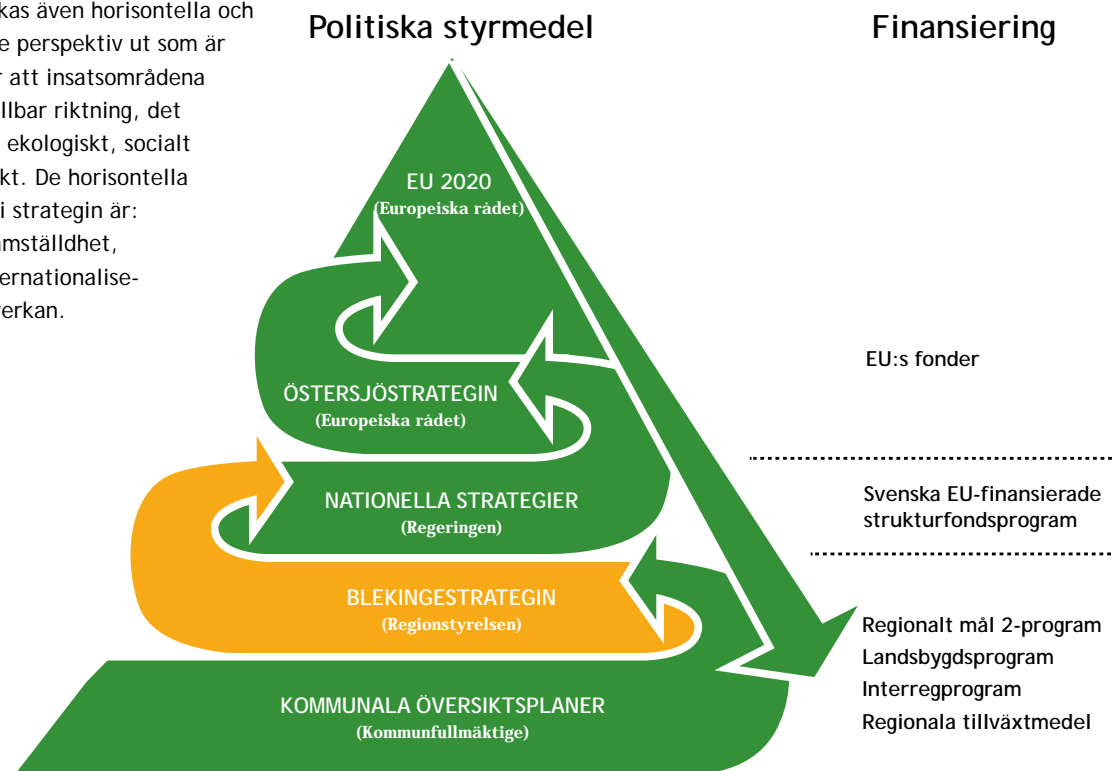 kas även horisontella och
e perspektiv ut som är
r att insatsområdena
llbar riktning, det
ekologiskt, socialt
kt. De horisontella
i strategin är:
mställdhet,
ernationalise-
verkan.
Politiska styrmedel
Finansiering
EU 2020
(Europeiska rådet)
ÖSTERSJÖSTRATEGIN
(Europeiska rådet)
NATIONELLA STRATEGIER
(Regeringen)
BLEKINGESTRATEGIN
(Regionstyrelsen)
KOMMUNALA ÖVERSIKTSPLANER
(Kommunfullmäktige)
EU:s fonder
Svenska EU-finansierade
strukturfondsprogram
Regionalt mål 2-program
Landsbygdsprogram
Interregprogram
Regionala tillväxtmedel